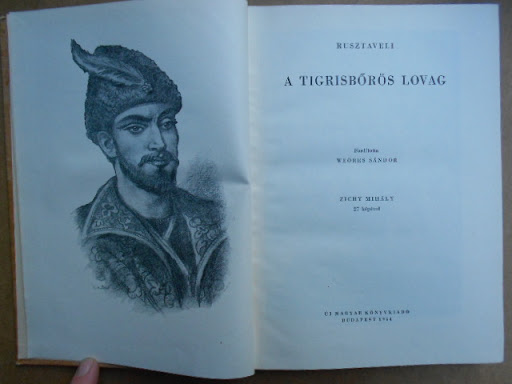 RUSZTAVELI
A TIGRISBŐRÖS LOVAG
Fordította
WEÖRES SÁNDOR
ZICHY MIHÁLY
27 képével
ÚJ MAGYAR KÖNYVKIADÓ
BUDAPEST 1954